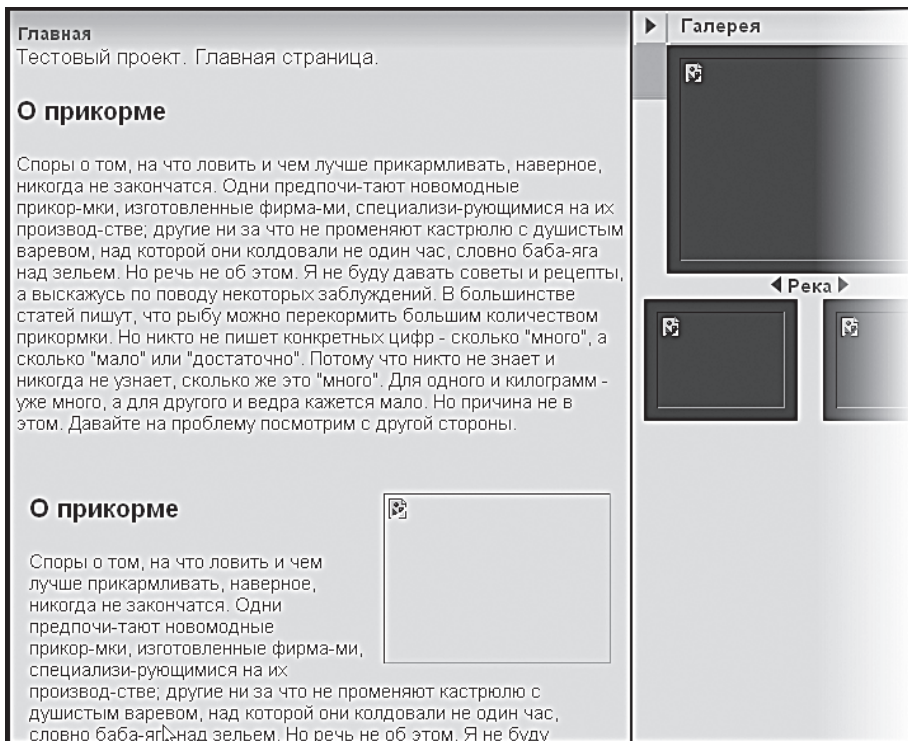 Главная
Тестовый проект. Главная страница.
О прикорме
Споры о том, на что ловить и чем лучше прикармливать, наверное,
никогда не закончатся. Одни предпочи-тают новомодные
прикор-мки, изготовленные фирма-ми, специализи-рующимися на их
производ-стве; другие ни за что не променяют кастрюлю с душистым
варевом, над которой они колдовали не один час, словно баба-яга
над зельем. Но речь не об этом. Я не буду давать советы и рецепты,
а выскажусь по поводу некоторых заблуждений. В большинстве
статей пишут, что рыбу можно перекормить большим количеством
прикормки. Но никто не пишет конкретных цифр - сколько "много", а
сколько "мало" или "достаточно". Потому что никто не знает и
никогда не узнает, сколько же это "много". Для одного и килограмм -
уже много, а для другого и ведра кажется мало. Но причина не в
этом. Давайте на проблему посмотрим с другой стороны.
О прикорме
Споры о том, на что ловить и чем
лучше прикармливать, наверное,
никогда не закончатся. Одни
предпочи-тают новомодные
прикор-мки, изготовленные фирма-ми,
специализи-рующимися на их
производ-стве; другие ни за что не променяют кастрюлю с
душистым варевом, над которой они колдовали не один час,
словно баба-яга над зельем. Но речь не об этом. Я не буду
Галерея
Река